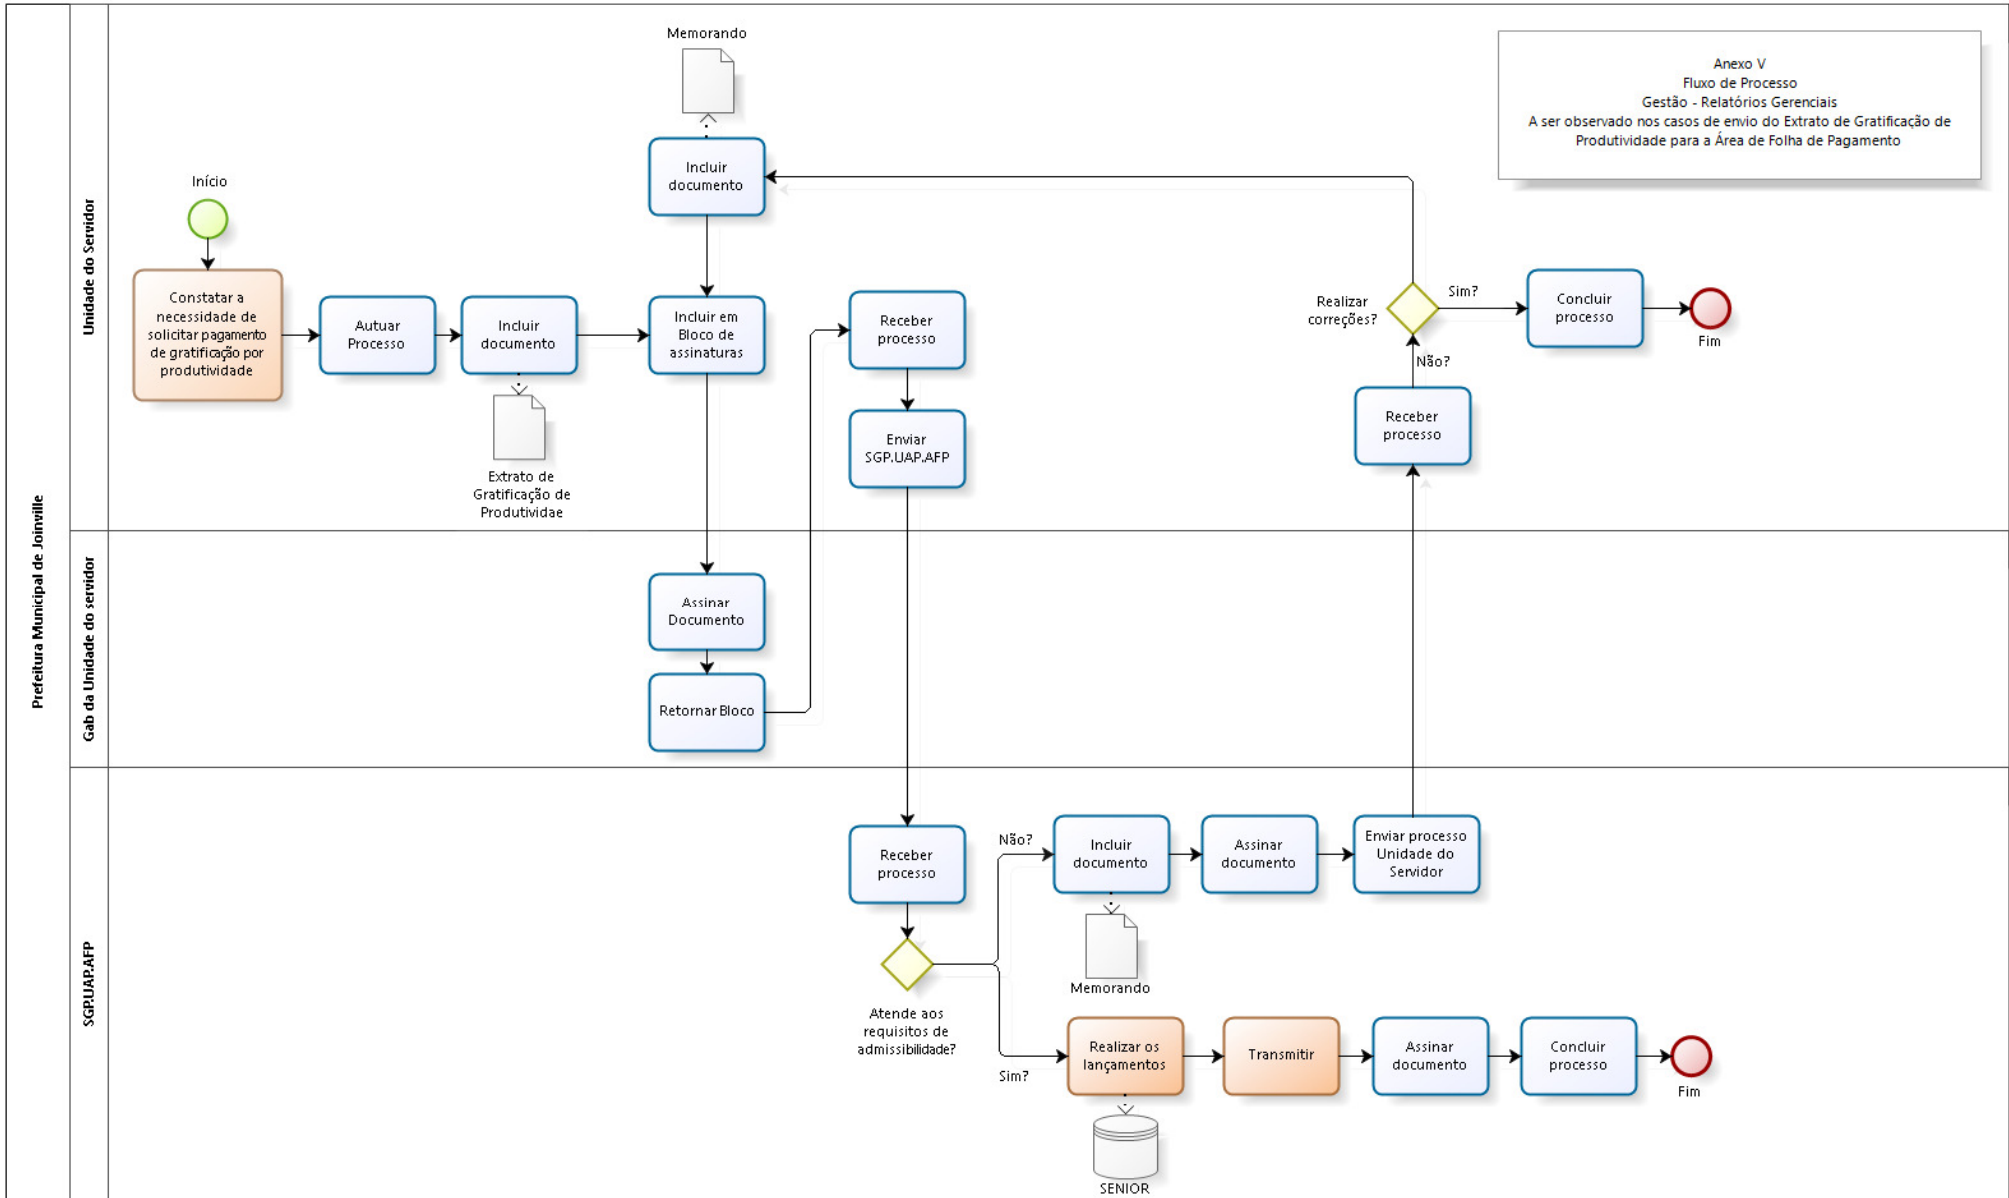 Prefeitura Municipal de Joinville
Unidade do Servidor
Início
Constatar a
necessidade de
solicitar pagamento
de gratificação por
produtividade
Autuar
Processo
Incluir
documento
Extrato de
Gratificação de
Produtividae
Memorando
Incluir
documento
Incluir em
Bloco de
assinaturas
Receber
processo
Enviar
SGP.UAP.AFP
Anexo V
Fluxo de Processo
Gestão - Relatórios Gerenciais
A ser observado nos casos de envio do Extrato de Gratificação de
Produtividade para a Área de Folha de Pagamento
Realizar
correções?
Sim?
Não?
Concluir
processo
Fim
Receber
processo
Gab da Unidade do servidor
Assinar
Documento
Retornar Bloco
SGP.UAP.AFP
Receber
processo
Atende aos
requisitos de
admissibilidade?
Não?
Incluir
documento
Memorando
Assinar
documento
Enviar processo
Unidade do
Servidor
Sim?
Realizar os
lançamentos
SENIOR
Transmitir
Assinar
documento
Concluir
processo
Fim